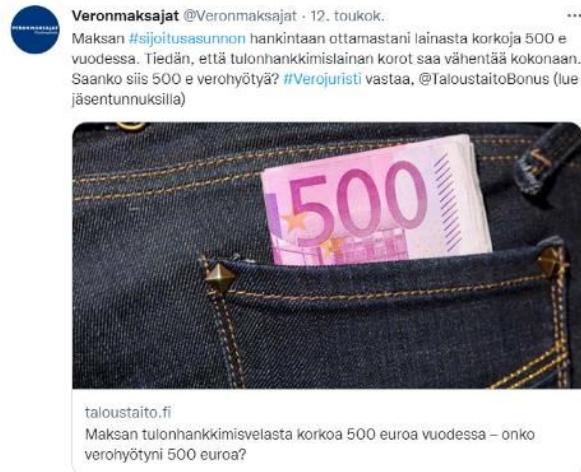 Veronmaksajat @Veronmaksajat · 12. toukok.
Maksan #sijoitusasunnon hankintaan ottamastani lainasta korkoja 500 e
vuodessa. Tiedän, että tulonhankkimislainan korot saa vähentää kokonaan.
Saanko siis 500 e verohyötyä? #Verojuristi vastaa, @TaloustaitoBonus (lue
jäsentunnuksilla)
500
taloustaito.fi
Maksan tulonhankkimisvelasta korkoa 500 euroa vuodessa – onko
verohyötyni 500 euroa?